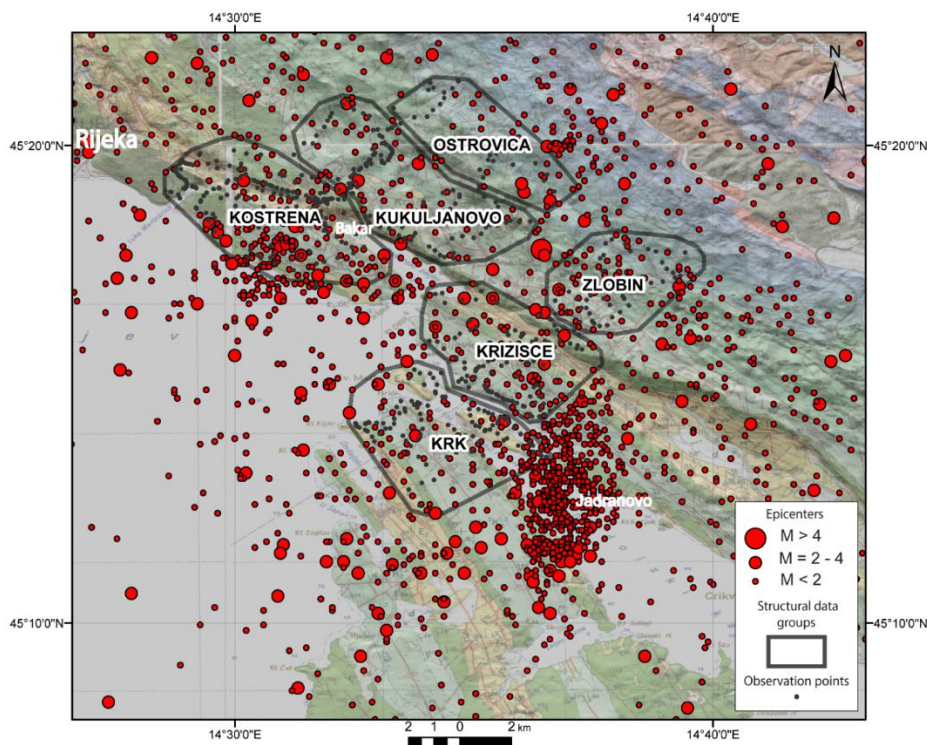 14°30'0"E
14°40'0"E
N
Rijeka
45°20'0"N
OSTROVICA
45°20'0"N
KOSTRENA
KUKULJANOVO
Bakar
ZLOBIN
KRIZISCE
KRK
Jadranovo
Epicenters
M > 4
M = 2 - 4
M < 2
Structural data
groups
Observation points
45°10'0"N
45°10'0"N
14°30'0"E
14°40'0"E
2 1 0 2 km